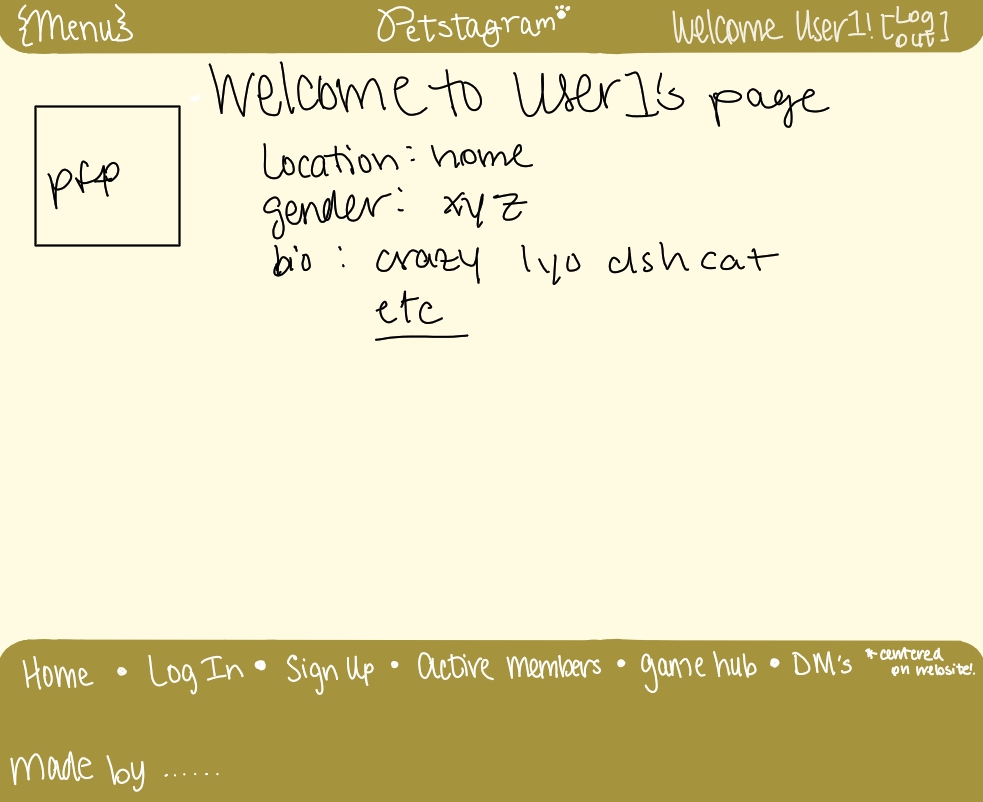 {Menu}
Petstagram
Welcome User1! [Log out]
Welcome to User1's page
pfp
Location: home
gender: xyz
bio: crazy 1yo dsh cat
etc
Home • Log In • Sign Up • Active members • game hub • DM's
*centered
on website!
Made by ......